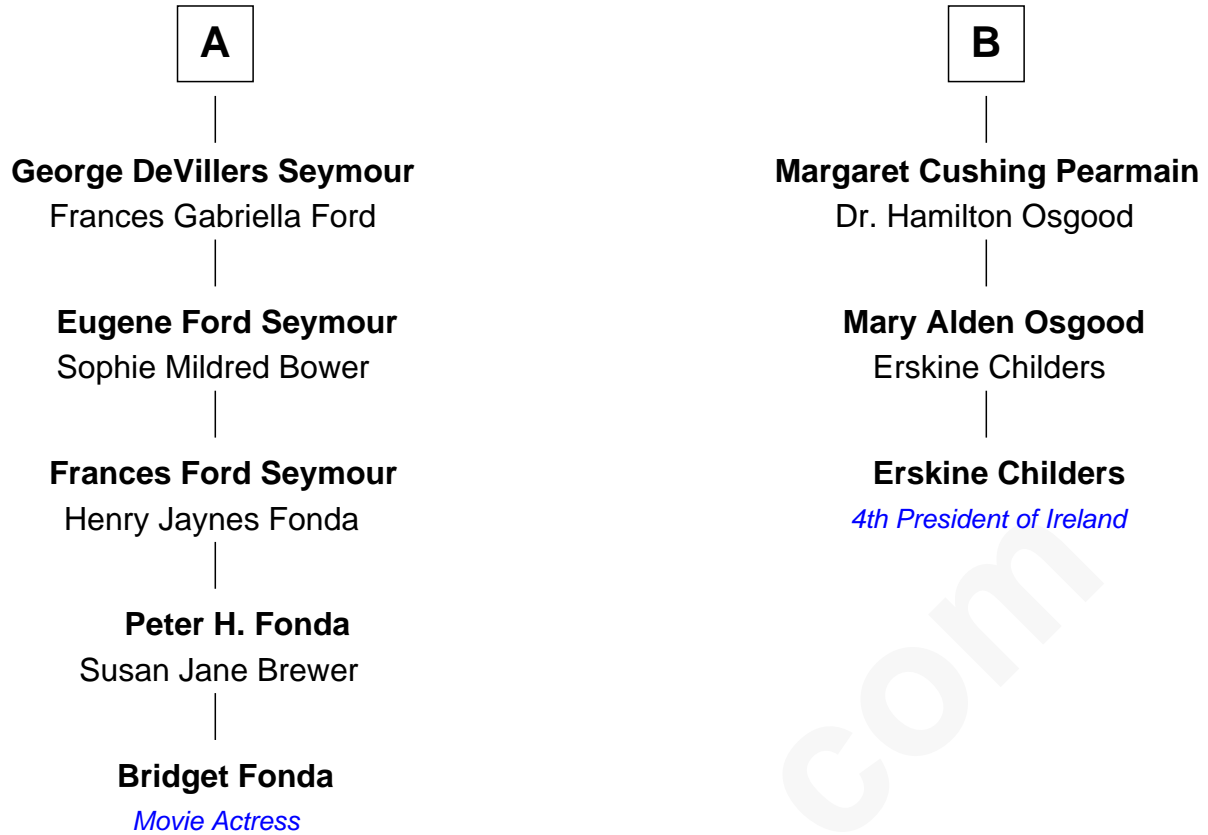 A
George DeVillers Seymour
Frances Gabriella Ford
Eugene Ford Seymour
Sophie Mildred Bower
Frances Ford Seymour
Henry Jaynes Fonda
Peter H. Fonda
Susan Jane Brewer
Bridget Fonda
Movie Actress
B
Margaret Cushing Pearmain
Dr. Hamilton Osgood
Mary Alden Osgood
Erskine Childers
Erskine Childers
4th President of Ireland
com